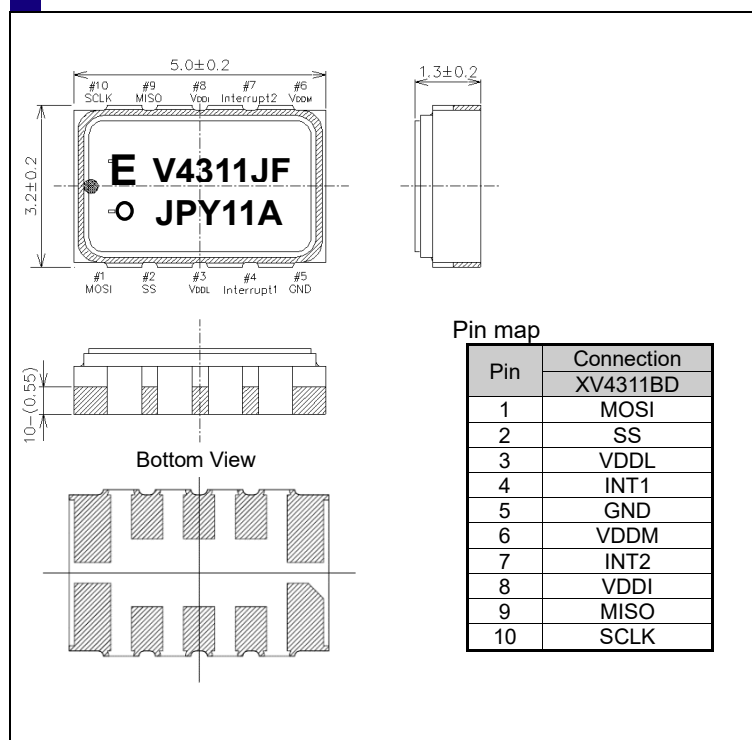 5.0±0.2
#10 #9 #8 #7 #6
SCLK MISO VDDI Interrupt2 VDDM
3.2±0.2
E V4311JF
O JPY11A
#1 #2 #3 #4 #5
MOSI SS VDDL Interrupt1 GND
1.3±0.2
10-(0.55)
Bottom View
Pin map
Pin Connection
XV4311BD
1 MOSI
2 SS
3 VDDL
4 INT1
5 GND
6 VDDM
7 INT2
8 VDDI
9 MISO
10 SCLK